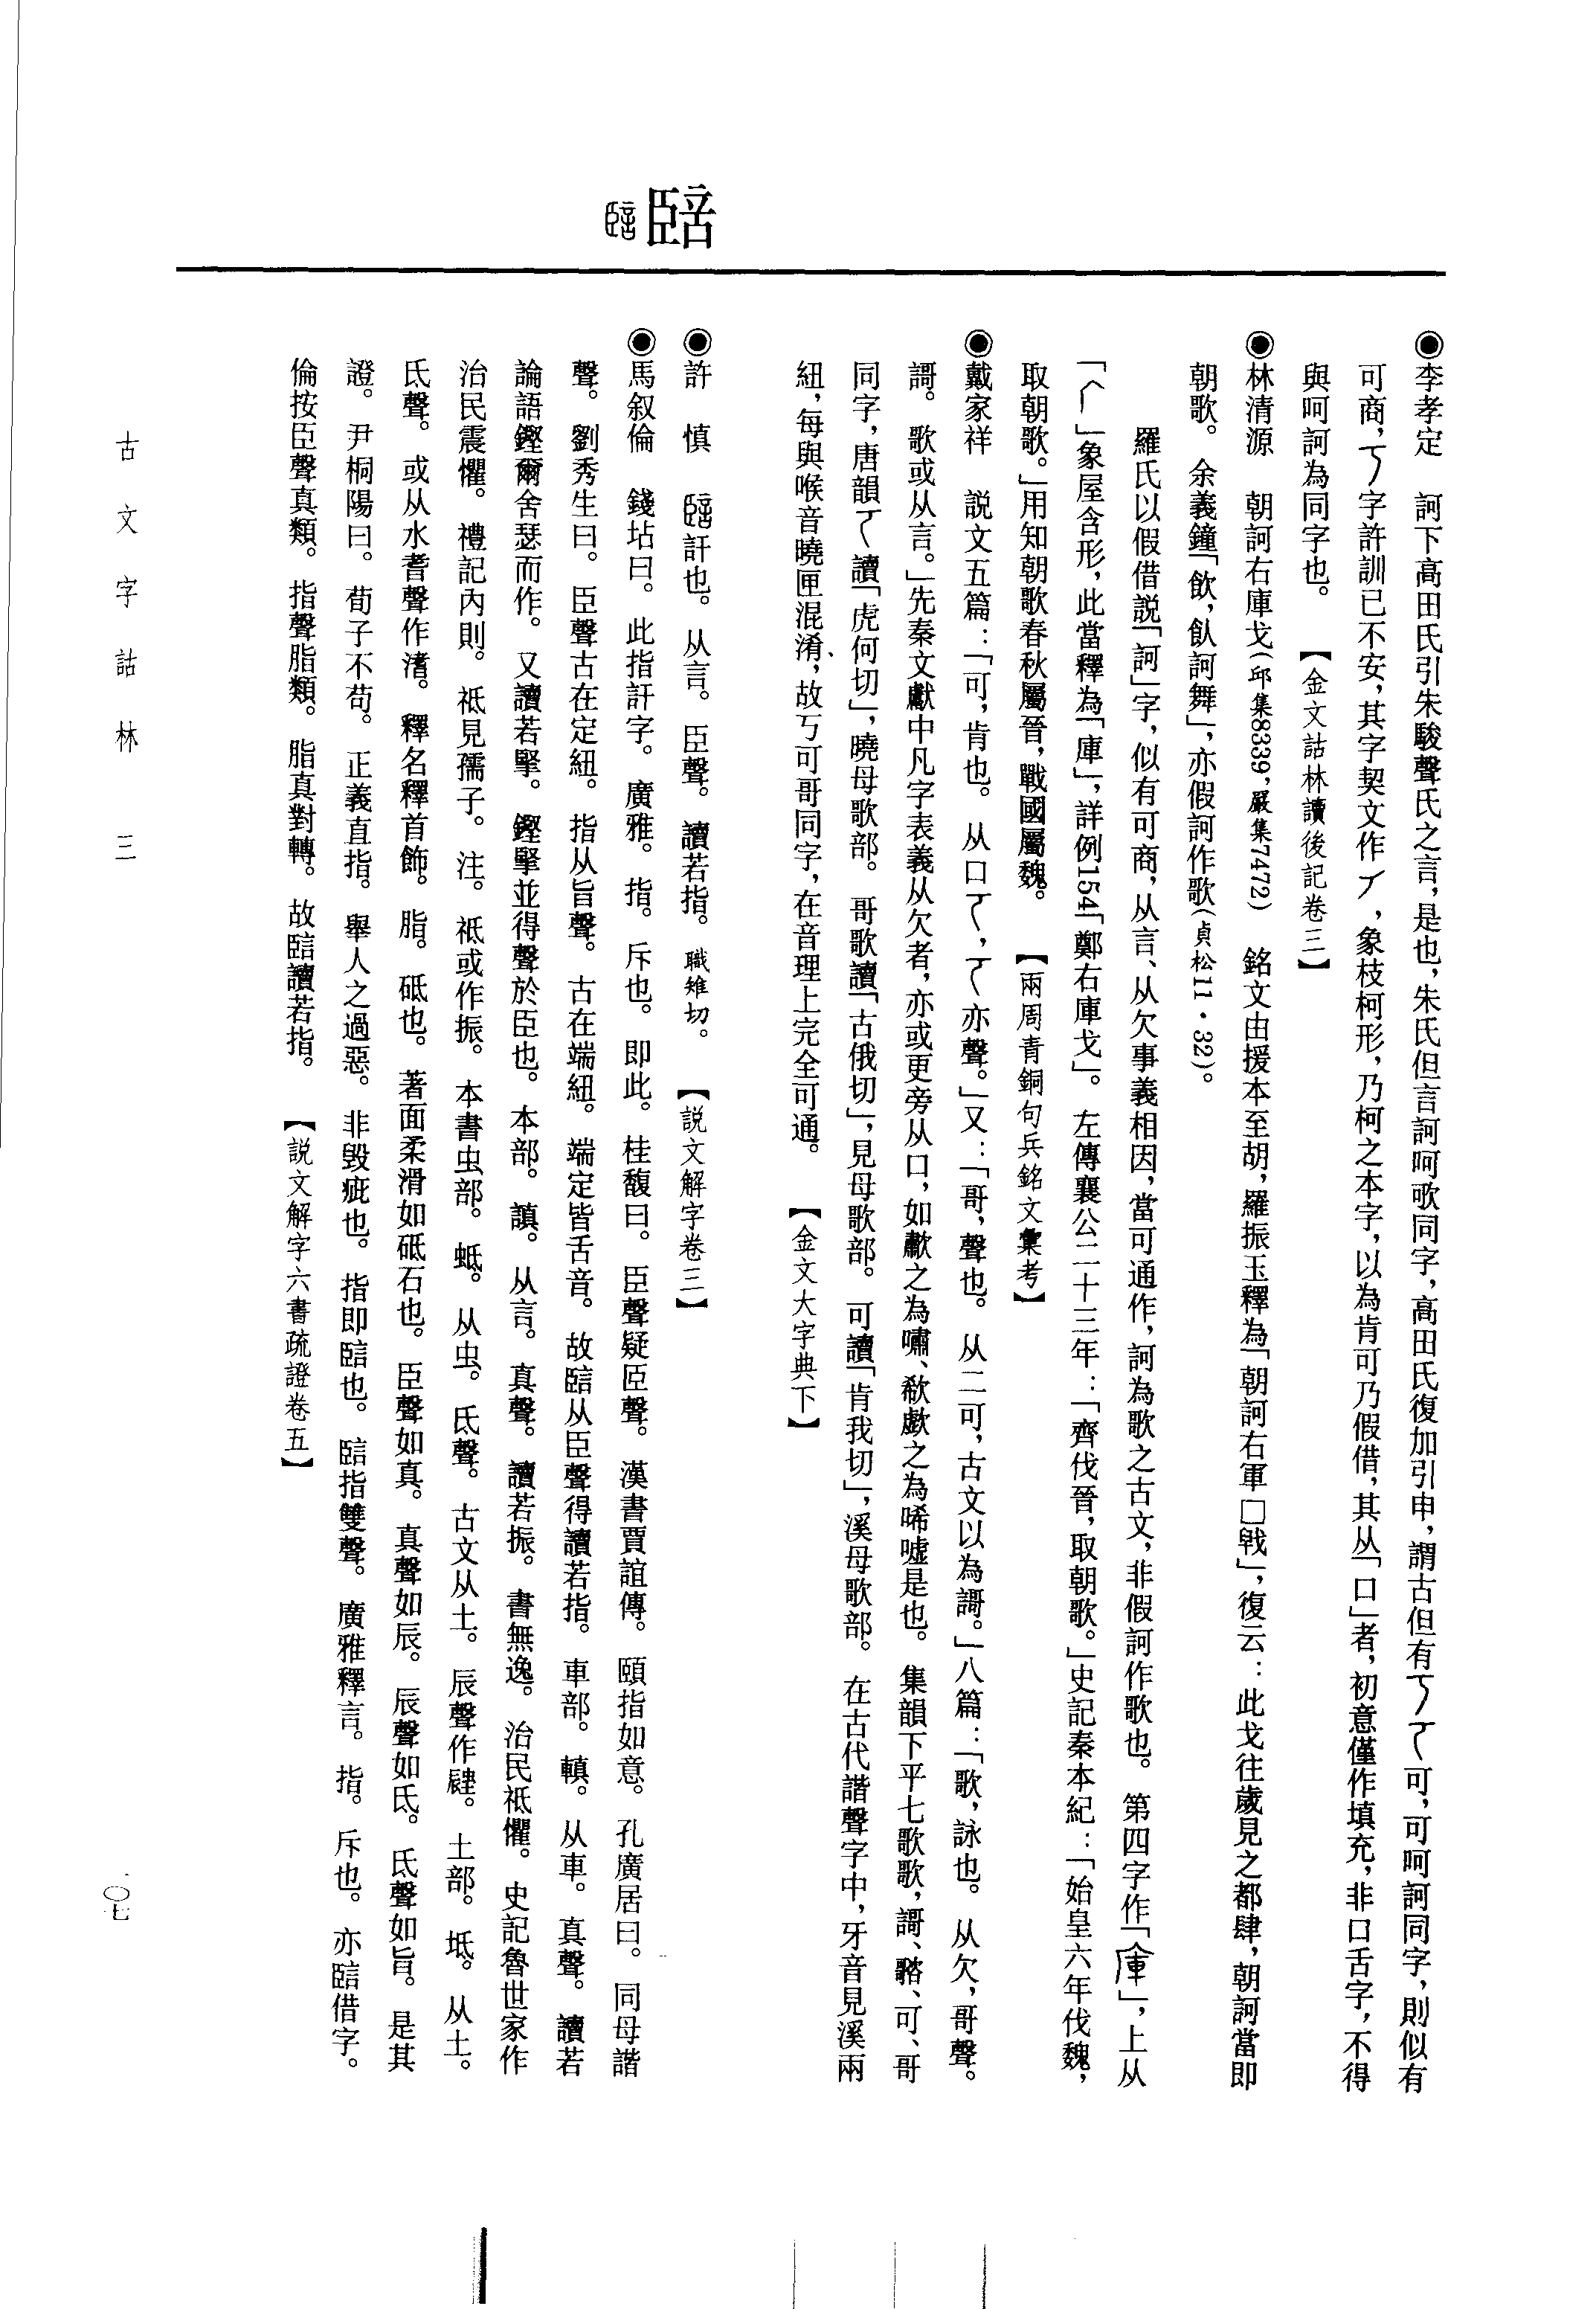 䛐
◉李孝定　訶下高田氏引朱駿聲氏之言，是也，朱氏但言訶呵歌同字，高田氏復加引申，謂古但有可，可呵訶同字，則似有
可商，字許訓已不安，其字契文作，象枝柯形，乃柯之本字，以為肯可乃假借，其从「口」者，初意僅作填充，非口舌字，不得
與呵訶為同字也。【金文詁林讀後記卷三】
◉林清源　朝訶右庫戈（邱集8339，嚴集7472）　銘文由援本至胡，羅振玉釋為「朝訶右軍□戟」，復云：此戈往歲見之都肆，朝訶當即
朝歌。余義鐘「飲，飤訶舞」，亦假訶作歌（貞松11·32）。
羅氏以假借説「訶」字，似有可商，从言、从欠事義相因，當可通作，訶為歌之古文，非假訶作歌也。第四字作「」，上从
「」象屋含形，此當釋為「庫」，詳例154「鄭右庫戈」。左傳襄公二十三年：「齊伐晉，取朝歌。」史記秦本紀：「始皇六年伐魏，
取朝歌。」用知朝歌春秋屬晉，戰國屬魏。【兩周青銅句兵銘文彙考】
◉戴家祥　説文五篇：「可，肯也。从口，亦聲。」又：「哥，聲也。从二可，古文以為謌。」八篇：「歌，詠也。从欠，哥聲。
謌。歌或从言。」先秦文獻中凡字表義从欠者，亦或更旁从口，如歗之為嘯、欷歔之為唏噓是也。集韻下平七歌歌，謌、可、哥
同字，唐韻讀「虎何切」，曉母歌部。哥歌讀「古俄切」，見母歌部。可讀「肯我切」，溪母歌部。在古代諧聲字中，牙音見溪兩
紐，每與喉音曉匣混淆，故丂可哥同字，在音理上完全可通。【金文大字典下】
◉許　慎　訐也。从言。臣聲。讀若指。職雉切。【説文解字卷三】
◉馬叙倫　錢坫曰。此指訐字。廣雅。指。斥也。即此。桂馥曰。臣聲疑𦣞聲。漢書賈誼傳。頤指如意。孔廣居曰。同母諧
聲。劉秀生曰。臣聲古在定紐。指从旨聲。古在端紐。端定皆舌音。故从臣聲得讀若指。車部。䡩。从車。真聲。讀若
論語鏗爾舍瑟而作。又讀若掔。鏗掔並得聲於臣也。本部。謓。从言。真聲。讀若振。書無逸。治民祗懼。史記魯世家作
治民震懼。禮記內則。祗見孺子。注。祗或作振。本書虫部。蚳。从虫。氐聲。古文从土。辰聲作。土部。坻。从土。
氐聲。或从水耆聲作渚。釋名釋首飾。脂。砥也。著面柔滑如砥石也。臣聲如真。真聲如辰。辰聲如氐。氐聲如旨。是其
證。尹桐陽曰。荀子不苟。正義直指。舉人之過惡。非毀疵也。指即也。指雙聲。廣雅釋言。指。斥也。亦借字。
倫按臣聲真類。指聲脂類。脂真對轉。故讀若指。【説文解字六書疏證卷五】
古文字詁林　三
一〇七